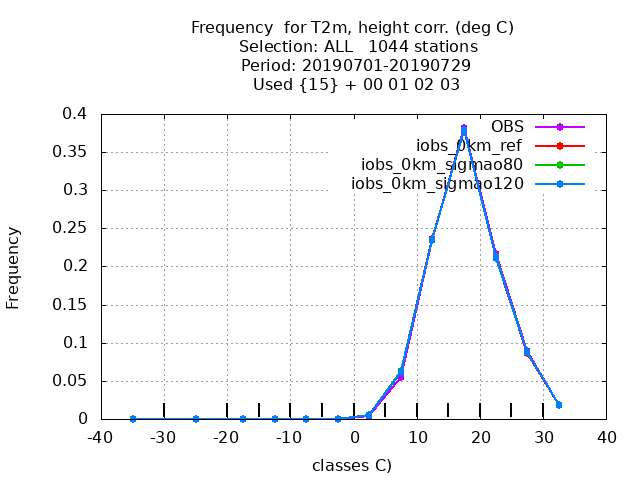 Frequency  for T2m, height corr. (deg C)
Selection: ALL   1044 stations
Period: 20190701-20190729
Used {15} + 00 01 02 03
Frequency
0.4
0.35
0.3
0.25
0.2
0.15
0.1
0.05
0
OBS
iobs_0km_ref
iobs_0km_sigmao80
iobs_0km_sigmao120
-40 -30 -20 -10 0 10 20 30 40
classes C)